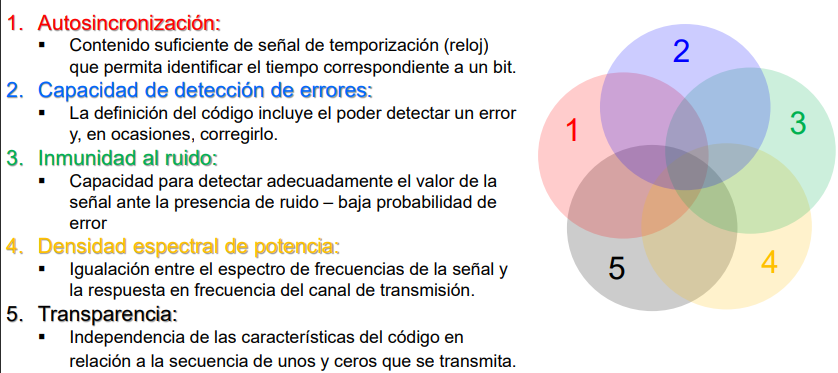 1. Autosincronización:
▪ Contenido suficiente de señal de temporización (reloj)
que permita identificar el tiempo correspondiente a un bit.
2. Capacidad de detección de errores:
▪ La definición del código incluye el poder detectar un error
y, en ocasiones, corregirlo.
3. Inmunidad al ruido:
▪ Capacidad para detectar adecuadamente el valor de la
señal ante la presencia de ruido – baja probabilidad de
error
4. Densidad espectral de potencia:
▪ Igualación entre el espectro de frecuencias de la señal y
la respuesta en frecuencia del canal de transmisión.
5. Transparencia:
▪ Independencia de las características del código en
relación a la secuencia de unos y ceros que se transmita.
2
1
3
5
4